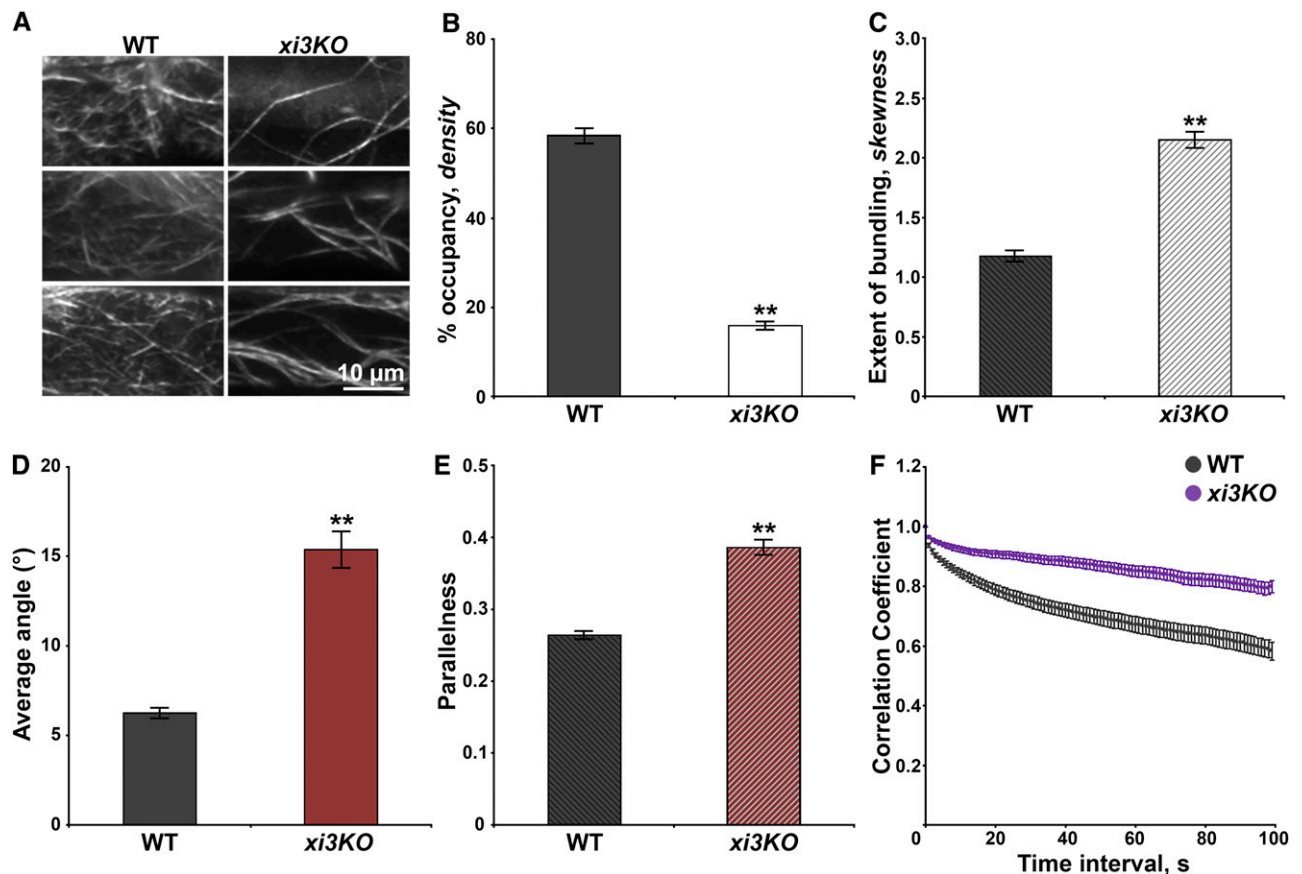 A
WT
xi3KO
10 µm
B
% occupancy, density
80
60
40
20
0
**
WT
xi3KO
C
Extent of bundling, skewness
3.0
2.5
2.0
1.5
1.0
0.5
0
**
WT
xi3KO
D
Average angle (°)
20
15
10
5
0
**
WT
xi3KO
E
Parallelness
0.5
0.4
0.3
0.2
0.1
0
**
WT
xi3KO
F
WT
xi3KO
Correlation Coefficient
1.2
1.0
0.8
0.6
0.4
0.2
0
20
40
60
80
100
Time interval, s